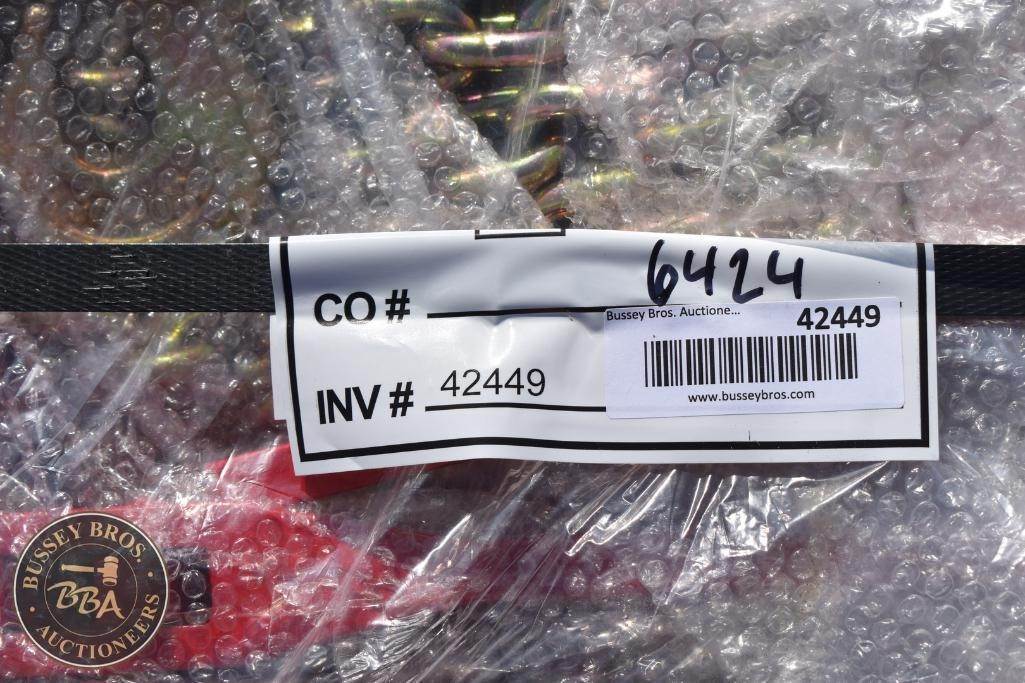 6424
CO #
Bussey Bros. Auctione...
42449
INV # 42449
www.busseybros.com
BUSSEY BROS.
BBA
AUCTIONEERS